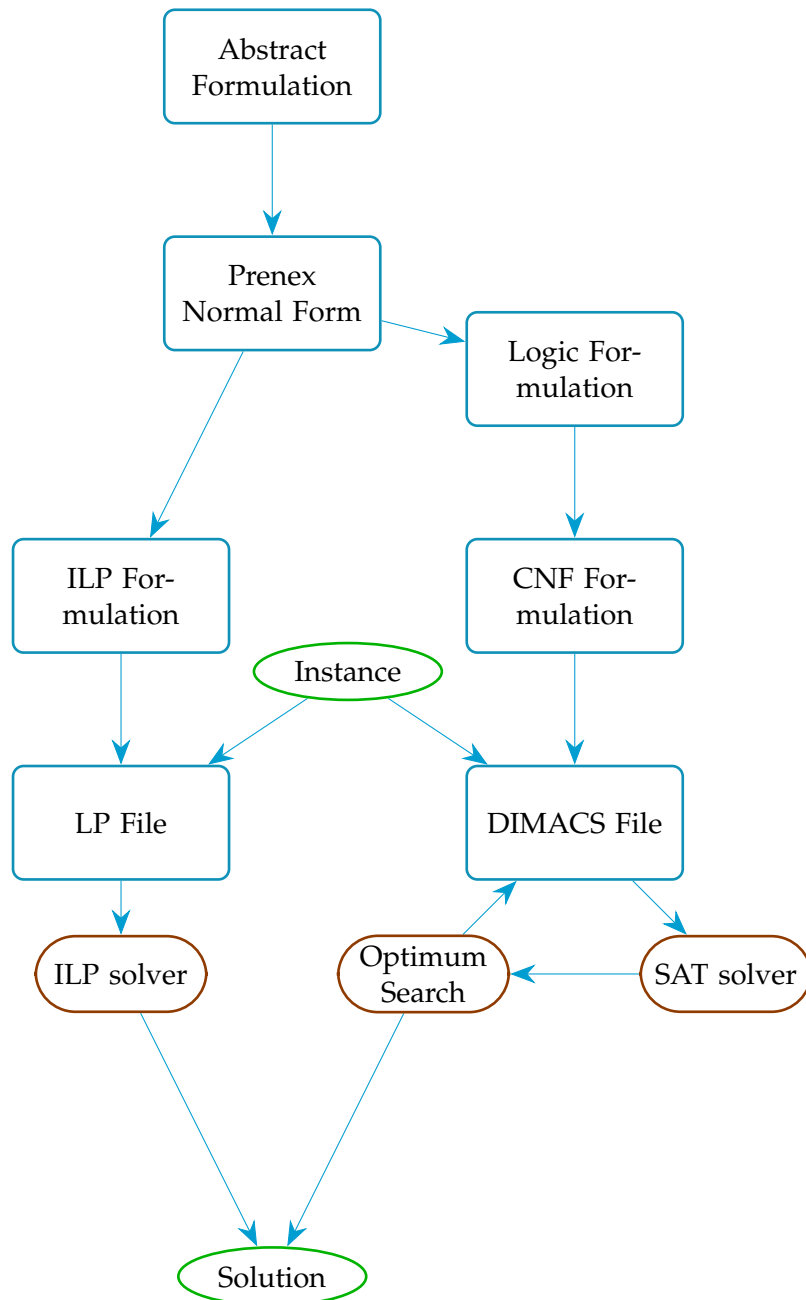 Abstract
Formulation
Prenex
Normal Form
Logic For-
mulation
ILP For-
mulation
CNF For-
mulation
Instance
LP File
DIMACS File
ILP solver
Optimum
Search
SAT solver
Solution